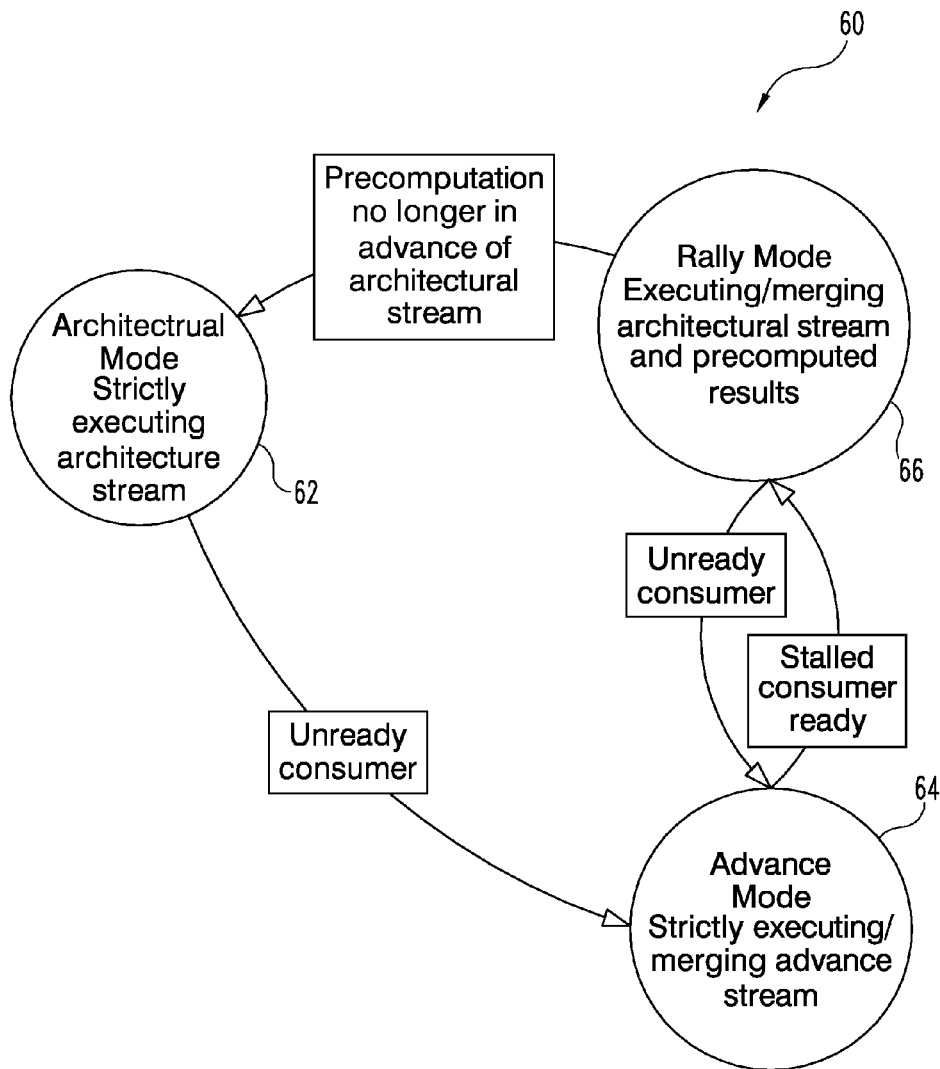 60
Precomputation
no longer in
advance of
architectural
stream
Rally Mode
Executing/merging
architectural stream
and precomputed
results
66
Architectrual
Mode
Strictly
executing
architecture
stream
62
Unready
consumer
Stalled
consumer
ready
Unready
consumer
64
Advance
Mode
Strictly executing/
merging advance
stream